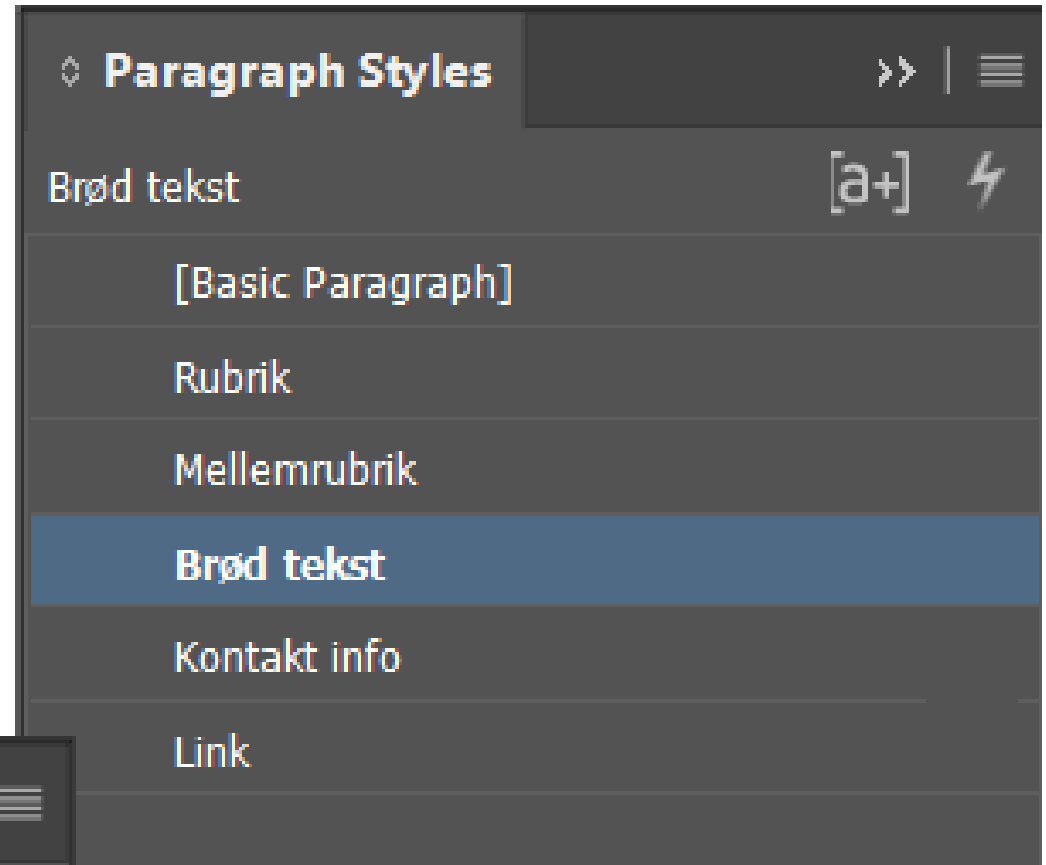 Paragraph Styles
Brød tekst [a+]
[Basic Paragraph]
Rubrik
Mellemrubrik
Brød tekst
Kontakt info
Link